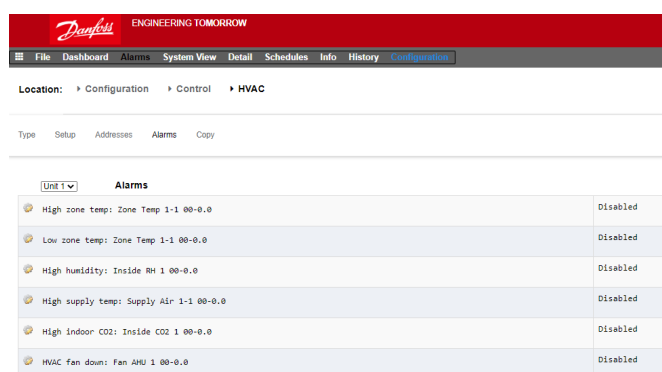 Danfoss ENGINEERING TOMORROW
File Dashboard Alarms System View Detail Schedules Info History Configuration
Location: Configuration Control HVAC
Type Setup Addresses Alarms Copy
Unit 1 Alarms
High zone temp: Zone Temp 1-1 00-0.0 Disabled
Low zone temp: Zone Temp 1-1 00-0.0 Disabled
High humidity: Inside RH 1 00-0.0 Disabled
High supply temp: Supply Air 1-1 00-0.0 Disabled
High indoor CO2: Inside CO2 1 00-0.0 Disabled
HVAC fan down: Fan AHU 1 00-0.0 Disabled